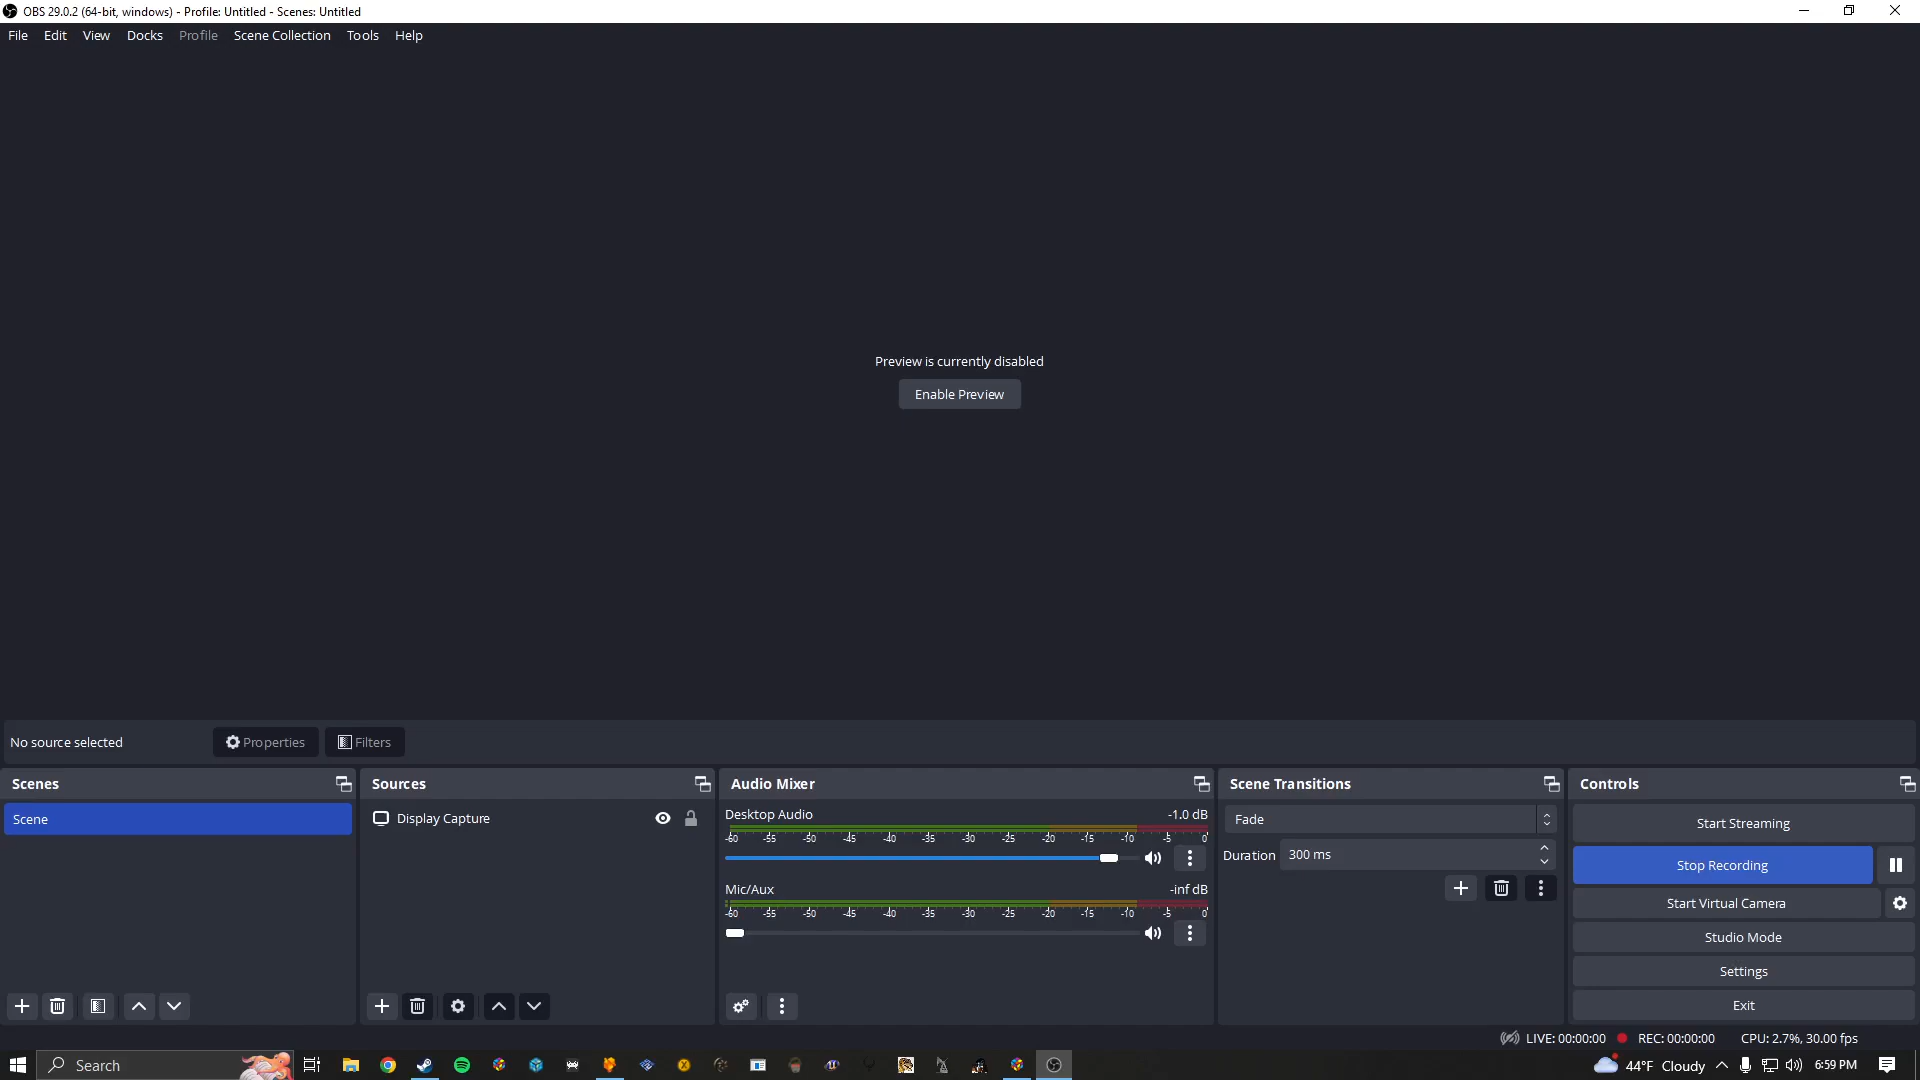 OBS 29.0.2 (64-bit, windows) - Profile: Untitled - Scenes: Untitled
File Edit View Docks Profile Scene Collection Tools Help
Preview is currently disabled
Enable Preview
No source selected Properties Filters
Scenes
Scene
Sources
Display Capture
Audio Mixer
Desktop Audio -1.0 dB
-60 -55 -50 -45 -40 -35 -30 -25 -20 -15 -10 -5 0
Mic/Aux -inf dB
-60 -55 -50 -45 -40 -35 -30 -25 -20 -15 -10 -5 0
Scene Transitions
Fade
Duration 300 ms
Controls
Start Streaming
Stop Recording
Start Virtual Camera
Studio Mode
Settings
Exit
LIVE: 00:00:00 REC: 00:00:00 CPU: 2.7%, 30.00 fps
Search
44°F Cloudy 6:59 PM